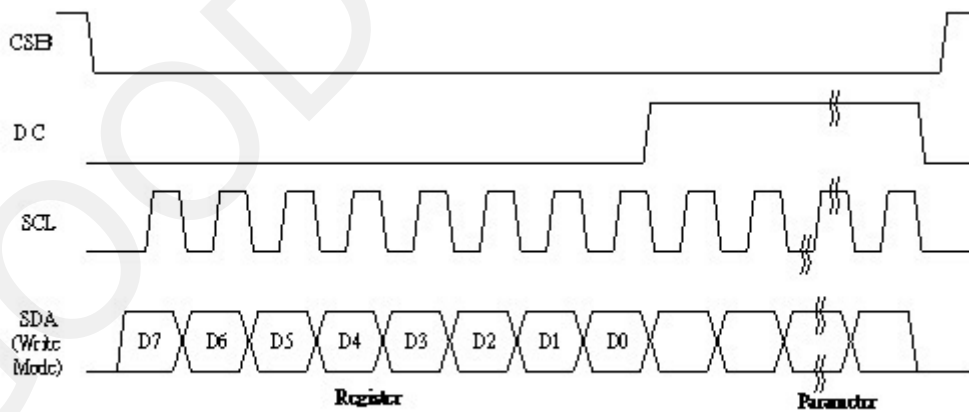 CSB
DC
SCL
SDA
(Write
Mode)
D7 D6 D5 D4 D3 D2 D1 D0
Register Parameter